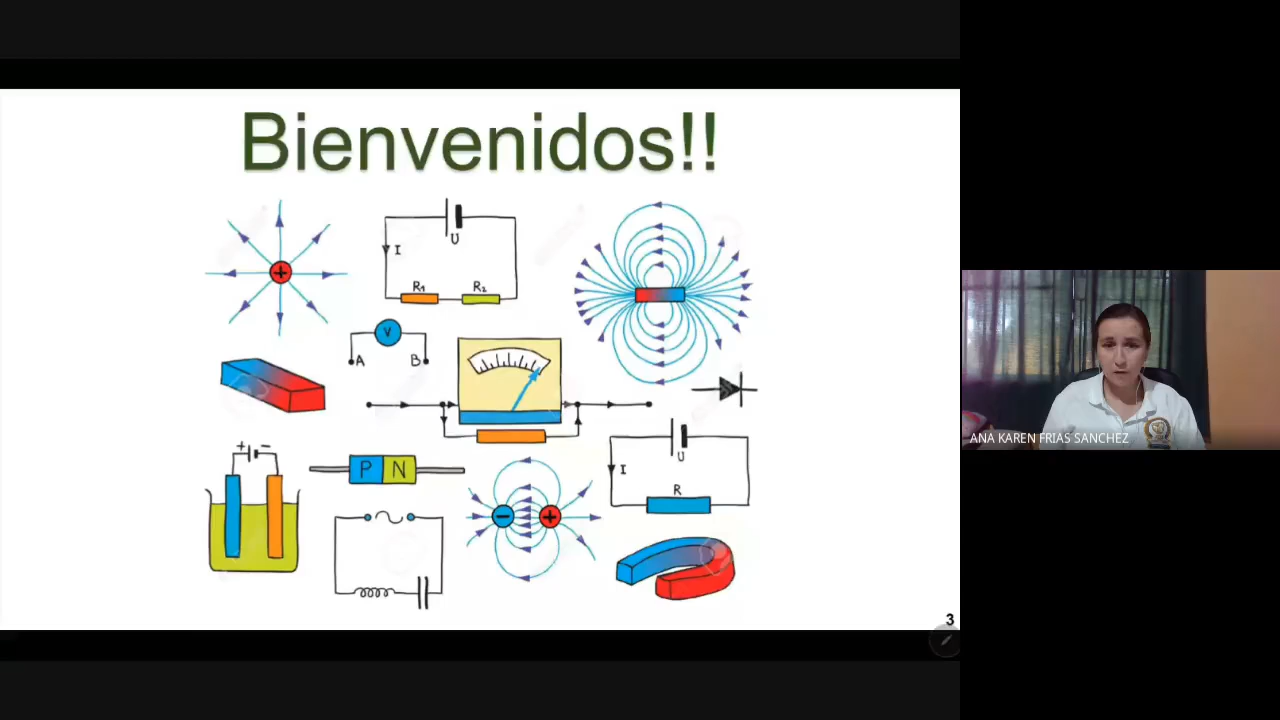 Bienvenidos!!
U
I
R₁
R₂
V
A
B
+
+ -
P N
- +
U
I
R
3
ANA KAREN FRIAS SANCHEZ